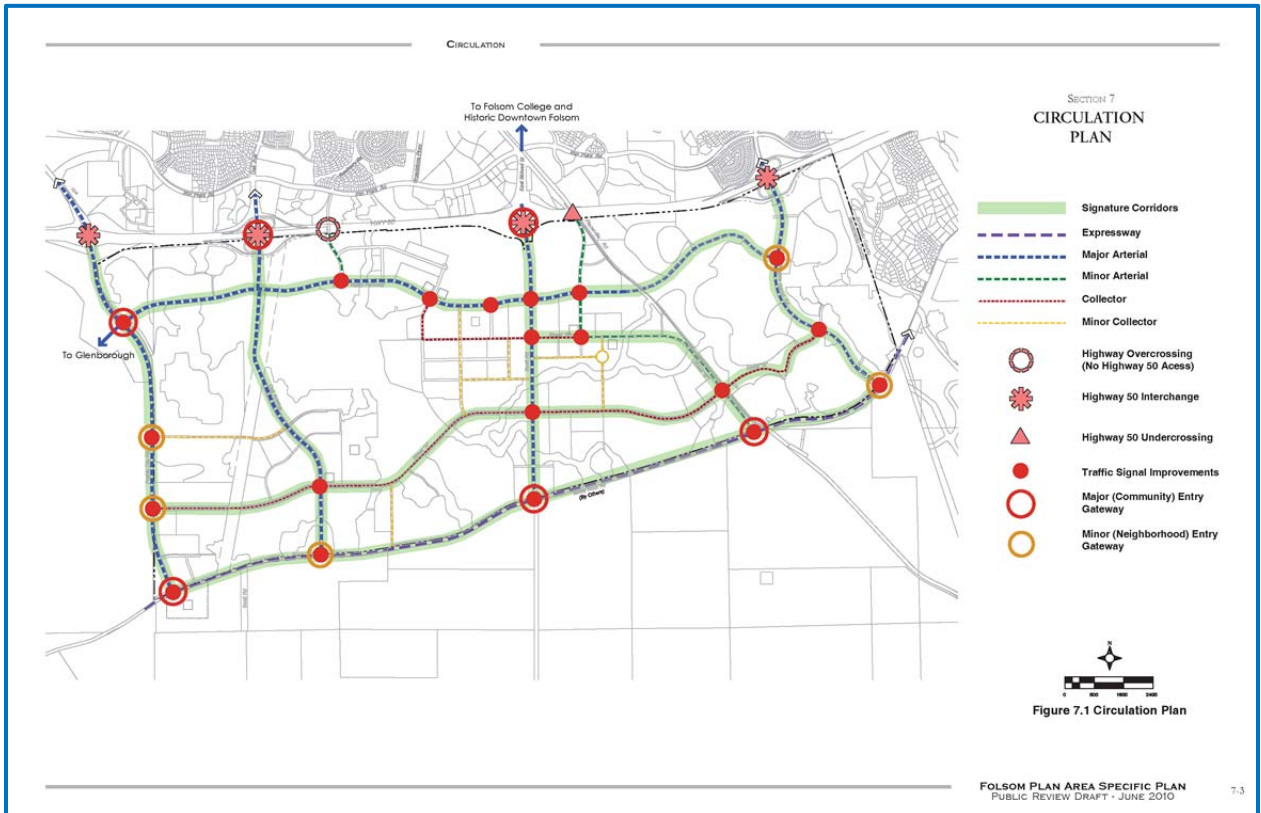 CIRCULATION
To Folsom College and
Historic Downtown Folsom
To Glenborough
(By Others)
SECTION 7
CIRCULATION
PLAN
Signature Corridors
Expressway
Major Arterial
Minor Arterial
Collector
Minor Collector
Highway Overcrossing
(No Highway 50 Acess)
Highway 50 Interchange
Highway 50 Undercrossing
Traffic Signal Improvements
Major (Community) Entry
Gateway
Minor (Neighborhood) Entry
Gateway
N
0 800 1600 2400
Figure 7.1 Circulation Plan
FOLSOM PLAN AREA SPECIFIC PLAN
PUBLIC REVIEW DRAFT - JUNE 2010
7-3